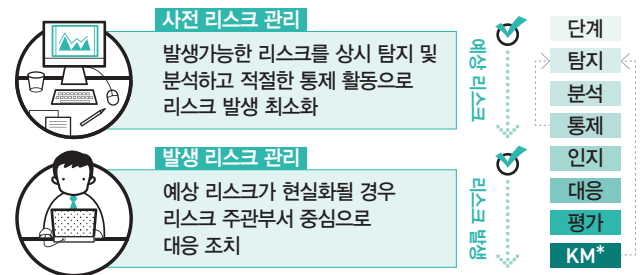 사전 리스크 관리
발생가능한 리스크를 상시 탐지 및
분석하고 적절한 통제 활동으로
리스크 발생 최소화
예상 리스크
발생 리스크 관리
예상 리스크가 현실화될 경우
리스크 주관부서 중심으로
대응 조치
리스크 발생
단계
탐지
분석
통제
인지
대응
평가
KM*